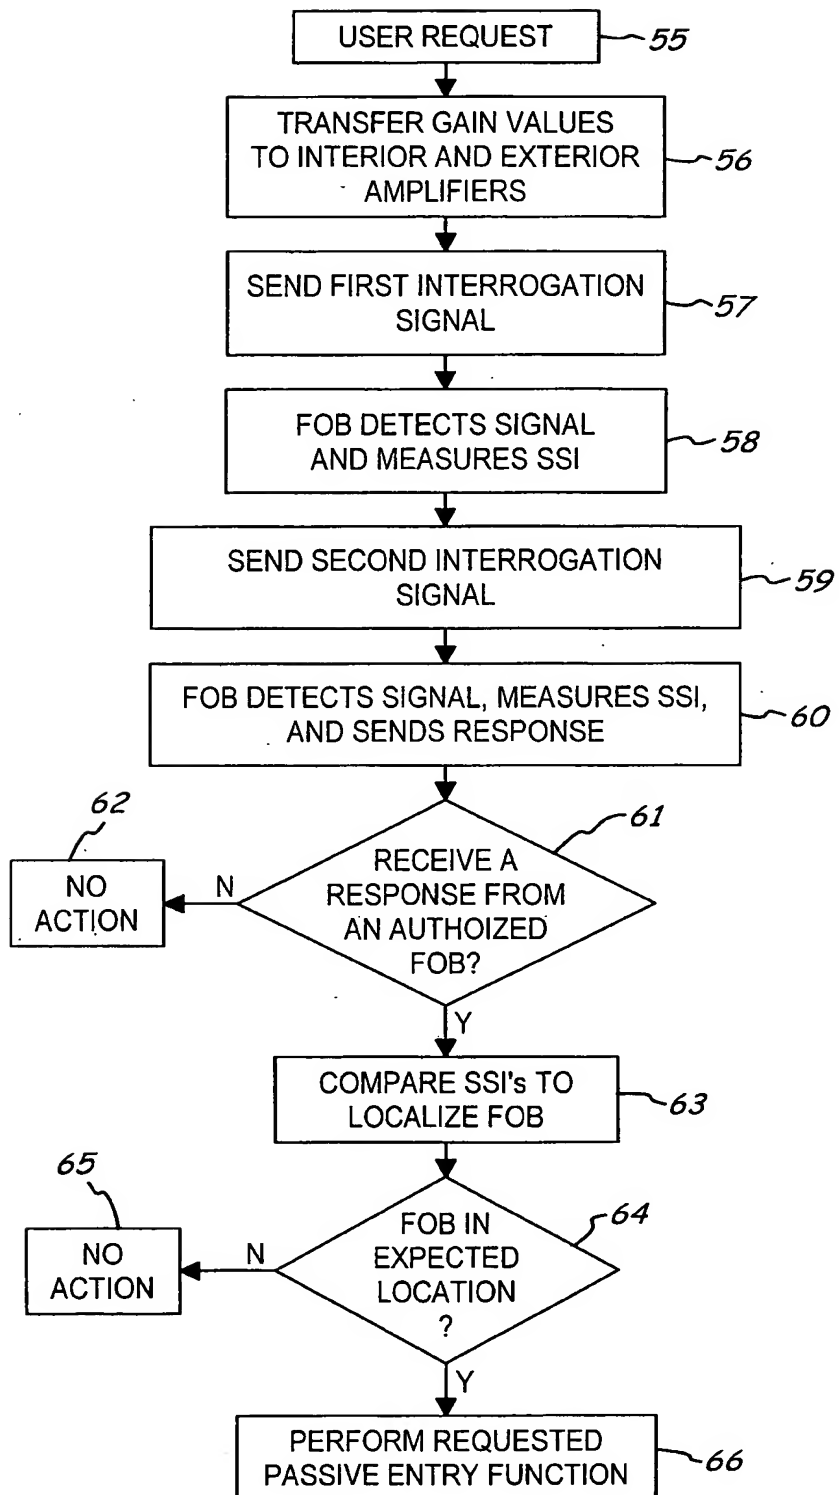 USER REQUEST
55
TRANSFER GAIN VALUES
TO INTERIOR AND EXTERIOR
AMPLIFIERS
56
SEND FIRST INTERROGATION
SIGNAL
57
FOB DETECTS SIGNAL
AND MEASURES SSI
58
SEND SECOND INTERROGATION
SIGNAL
59
FOB DETECTS SIGNAL, MEASURES SSI,
AND SENDS RESPONSE
60
61
RECEIVE A
RESPONSE FROM
AN AUTHOIZED
FOB?
N
62
NO
ACTION
Y
COMPARE SSI's TO
LOCALIZE FOB
63
64
FOB IN
EXPECTED
LOCATION
?
N
65
NO
ACTION
Y
PERFORM REQUESTED
PASSIVE ENTRY FUNCTION
66